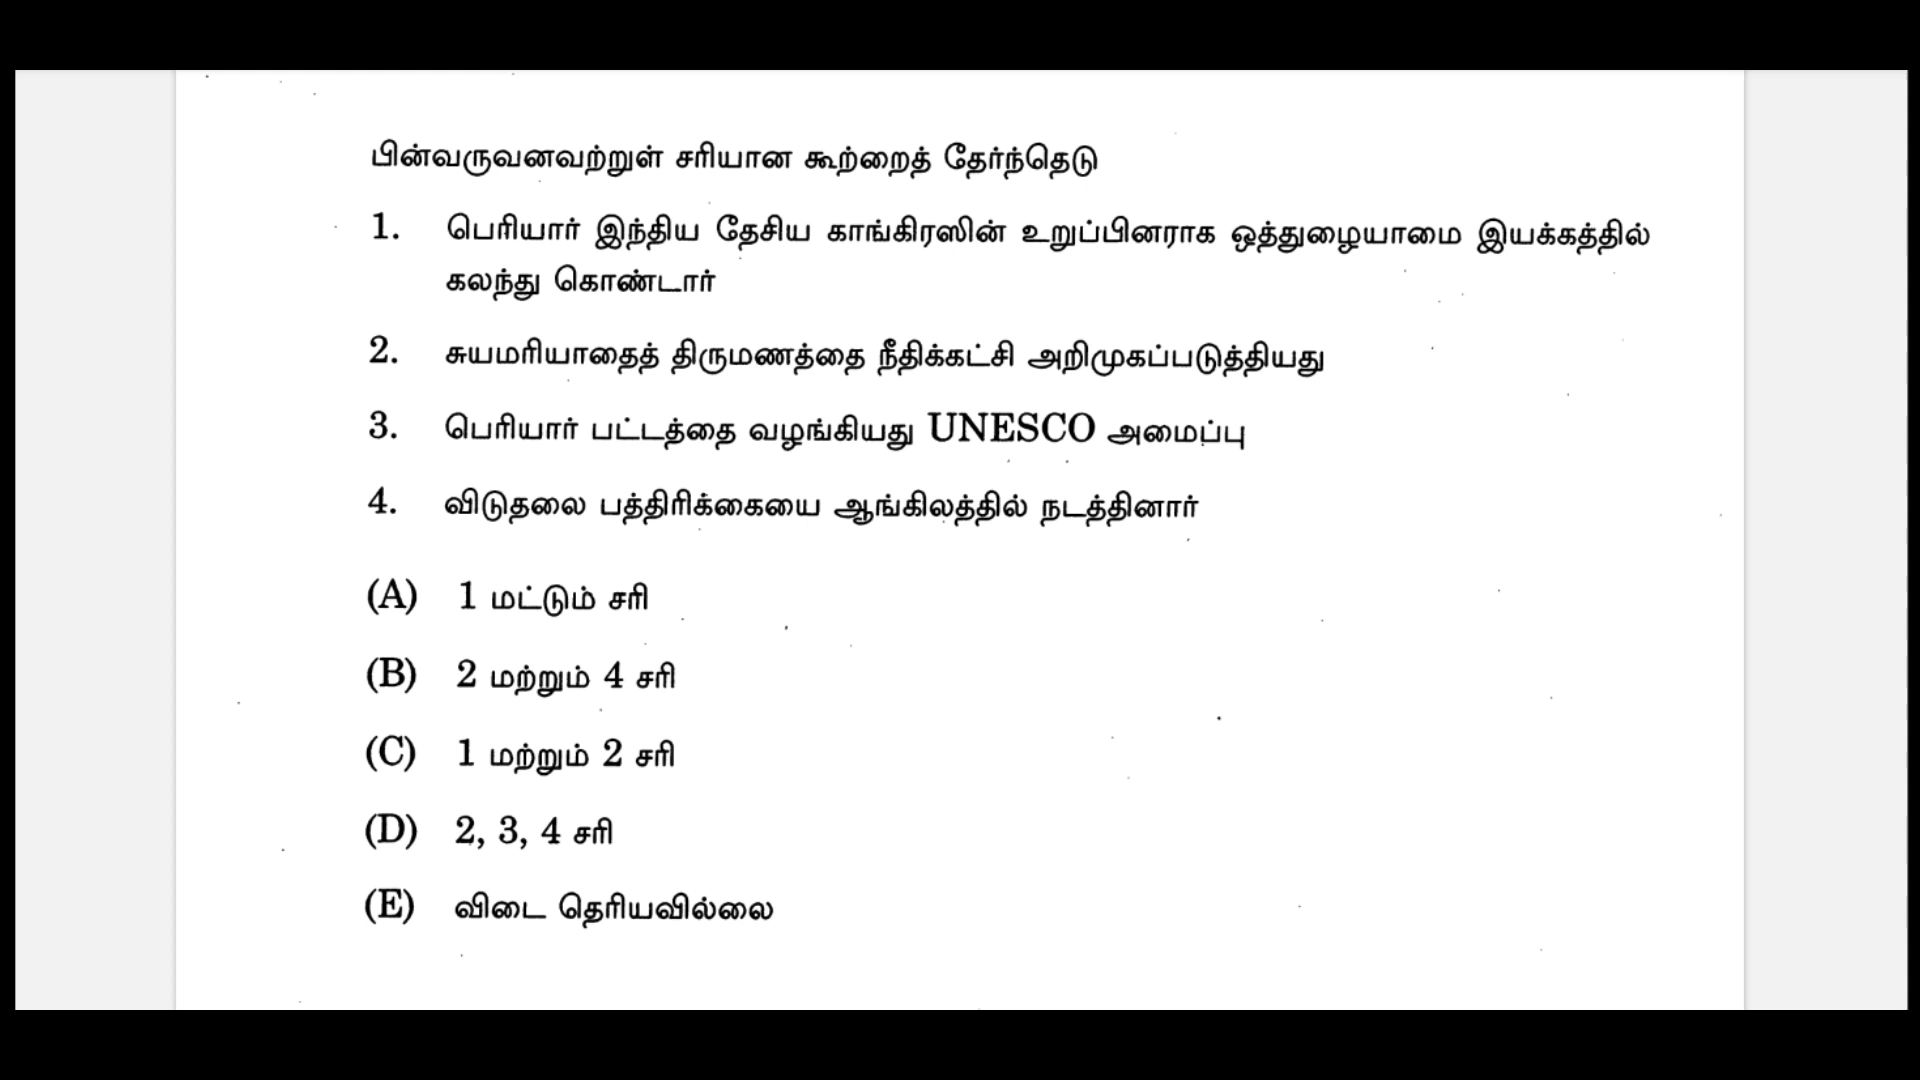 பின்வருவனவற்றுள் சரியான கூற்றைத் தேர்ந்தெடு
1. பெரியார் இந்திய தேசிய காங்கிரஸின் உறுப்பினராக ஒத்துழையாமை இயக்கத்தில்
கலந்து கொண்டார்
2. சுயமரியாதைத் திருமணத்தை நீதிக்கட்சி அறிமுகப்படுத்தியது
3. பெரியார் பட்டத்தை வழங்கியது UNESCO அமைப்பு
4. விடுதலை பத்திரிக்கையை ஆங்கிலத்தில் நடத்தினார்
(A) 1 மட்டும் சரி
(B) 2 மற்றும் 4 சரி
(C) 1 மற்றும் 2 சரி
(D) 2, 3, 4 சரி
(E) விடை தெரியவில்லை